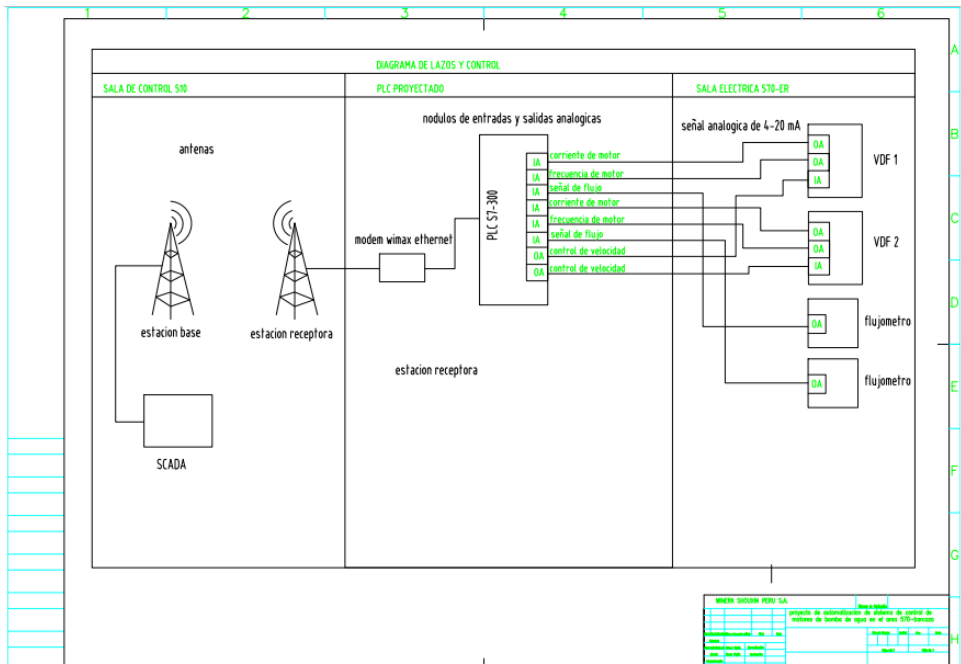 1 2 3 4 5 6
A
B
C
D
E
F
G
H
DIAGRAMA DE LAZOS Y CONTROL
SALA DE CONTROL 510
PLC PROYECTADO
SALA ELECTRICA 570-ER
antenas
estacion base
estacion receptora
SCADA
nodulos de entradas y salidas analogicas
modem wimax ethernet
PLC S7-300
IA corriente de motor
IA frecuencia de motor
IA señal de flujo
IA corriente de motor
IA frecuencia de motor
IA señal de flujo
OA control de velocidad
OA control de velocidad
estacion receptora
señal analogica de 4-20 mA
OA
OA
IA
VDF 1
OA
OA
IA
VDF 2
OA
flujometro
OA
flujometro
proyecto de automatizacion de sistema de control de
motores de bomba de agua en el area 570-